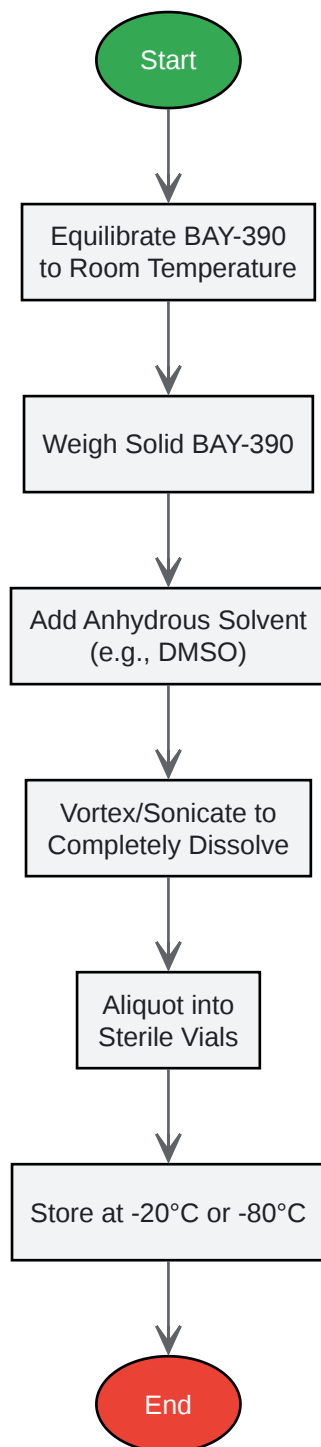 Start
Equilibrate BAY-390
to Room Temperature
Weigh Solid BAY-390
Add Anhydrous Solvent
(e.g., DMSO)
Vortex/Sonicate to
Completely Dissolve
Aliquot into
Sterile Vials
Store at -20°C or -80°C
End